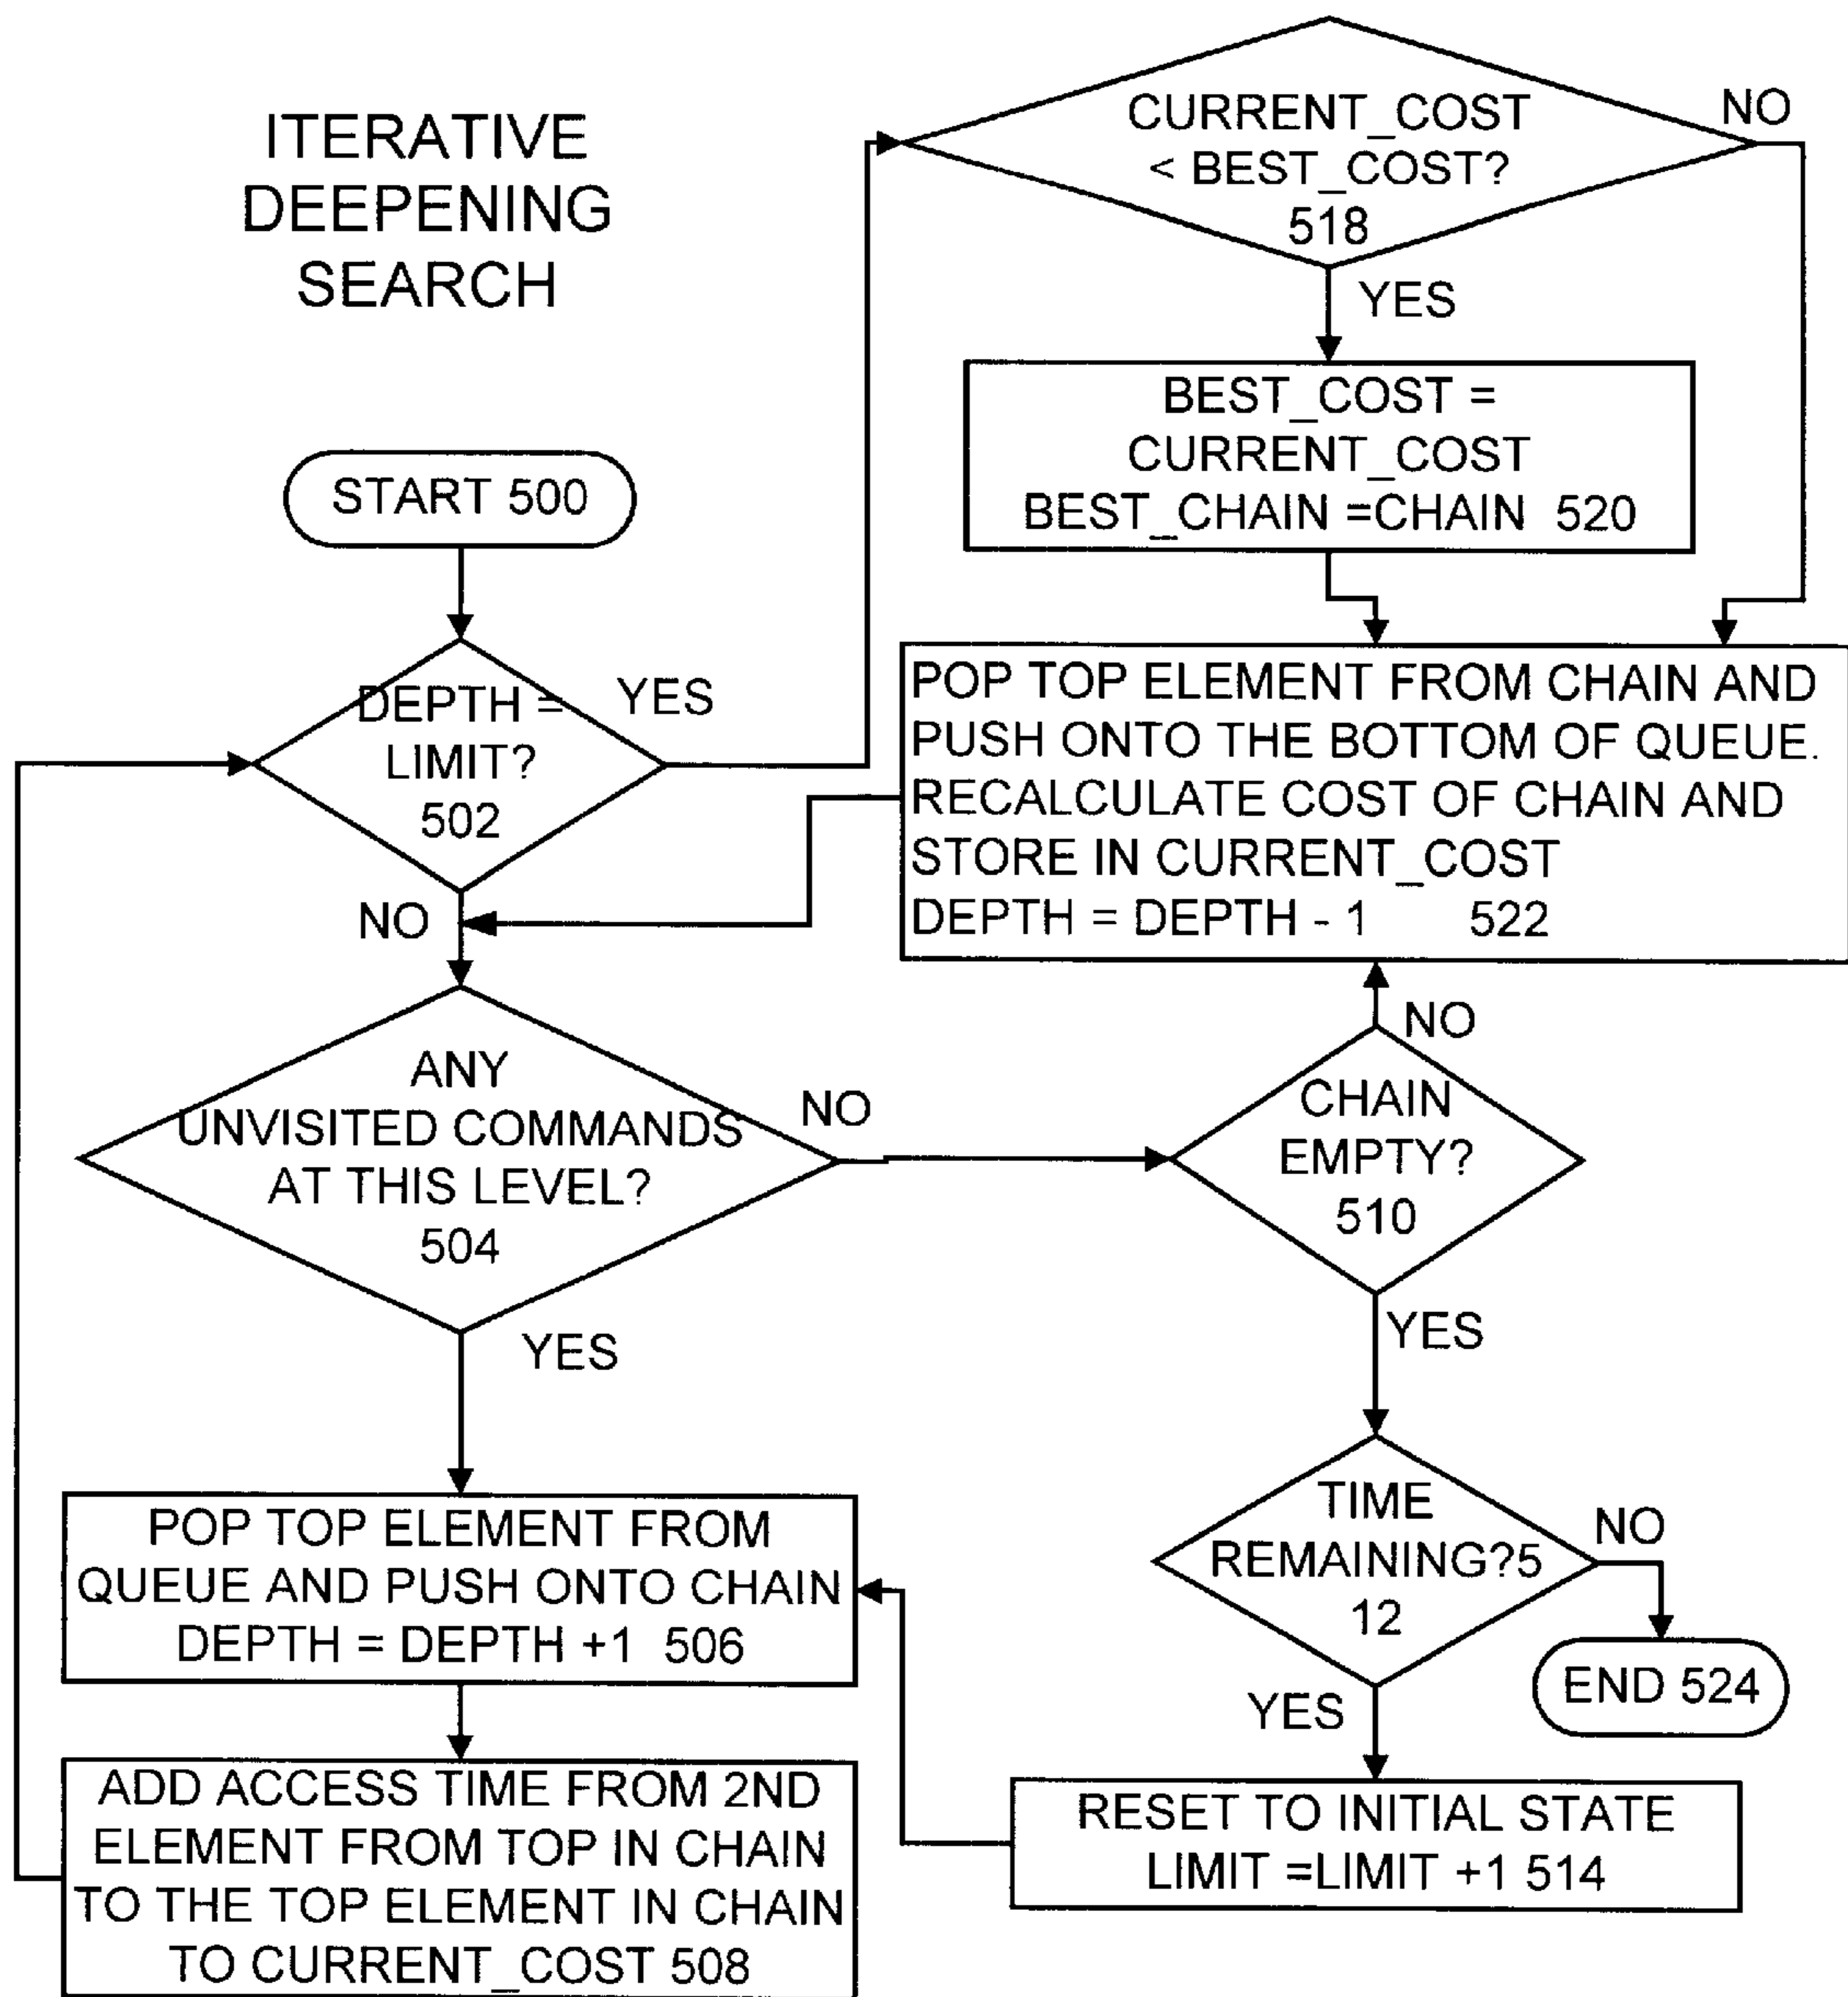 ITERATIVE
DEEPENING
SEARCH
START 500
DEPTH =
LIMIT?
502
YES
NO
CURRENT_COST
< BEST_COST?
518
NO
YES
BEST_COST =
CURRENT_COST
BEST_CHAIN =CHAIN 520
POP TOP ELEMENT FROM CHAIN AND
PUSH ONTO THE BOTTOM OF QUEUE.
RECALCULATE COST OF CHAIN AND
STORE IN CURRENT_COST
DEPTH = DEPTH - 1 522
ANY
UNVISITED COMMANDS
AT THIS LEVEL?
504
NO
YES
NO
CHAIN
EMPTY?
510
YES
POP TOP ELEMENT FROM
QUEUE AND PUSH ONTO CHAIN
DEPTH = DEPTH +1 506
TIME
REMAINING?5
12
NO
END 524
YES
ADD ACCESS TIME FROM 2ND
ELEMENT FROM TOP IN CHAIN
TO THE TOP ELEMENT IN CHAIN
TO CURRENT_COST 508
RESET TO INITIAL STATE
LIMIT =LIMIT +1 514